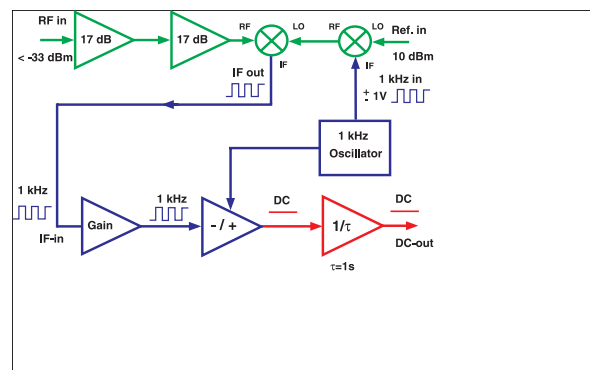 RF in
17 dB
17 dB
RF
LO
RF
LO
Ref. in
< -33 dBm
IF
IF
10 dBm
IF out
1 kHz in
+
- 1V
1 kHz
Oscillator
1 kHz
1 kHz
DC
DC
Gain
- / +
1/τ
IF-in
DC-out
τ=1s